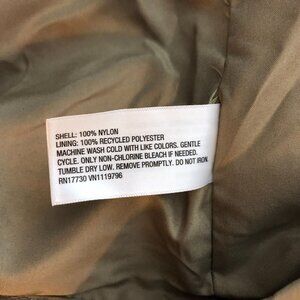 SHELL: 100% NYLON
LINING: 100% RECYCLED POLYESTER
MACHINE WASH COLD WITH LIKE COLORS. GENTLE
CYCLE. ONLY NON-CHLORINE BLEACH IF NEEDED.
TUMBLE DRY LOW. REMOVE PROMPTLY. DO NOT IRON
RN17730 VN1119796